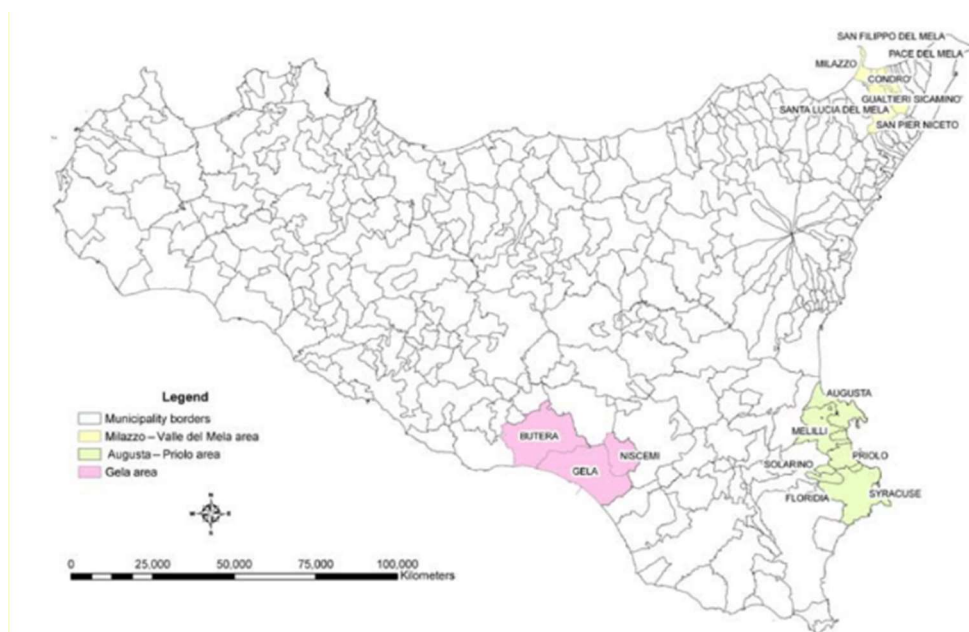 SAN FILIPPO DEL MELA
PACE DEL MELA
MILAZZO
CONDRO'
GUALTIERI SICAMINO'
SANTA LUCIA DEL MELA
SAN PIER NICETO
AUGUSTA
MELILLI
PRIOLO
SOLARINO
SYRACUSE
FLORIDIA
BUTERA
NISCEMI
GELA
Legend
Municipality borders
Milazzo – Valle del Mela area
Augusta – Priolo area
Gela area
N
W E
S
0 25,000 50,000 75,000 100,000
Kilometers